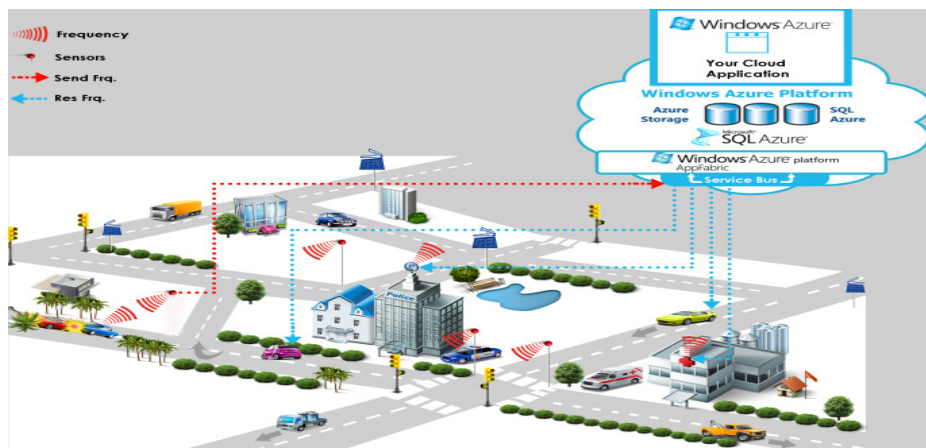 Frequency
Sensors
Send Frq.
Res Frq.
Windows Azure
Your Cloud
Application
Windows Azure Platform
Azure
Storage
SQL
Azure
Microsoft
SQL Azure
Windows Azure platform
AppFabric
Service Bus
Police